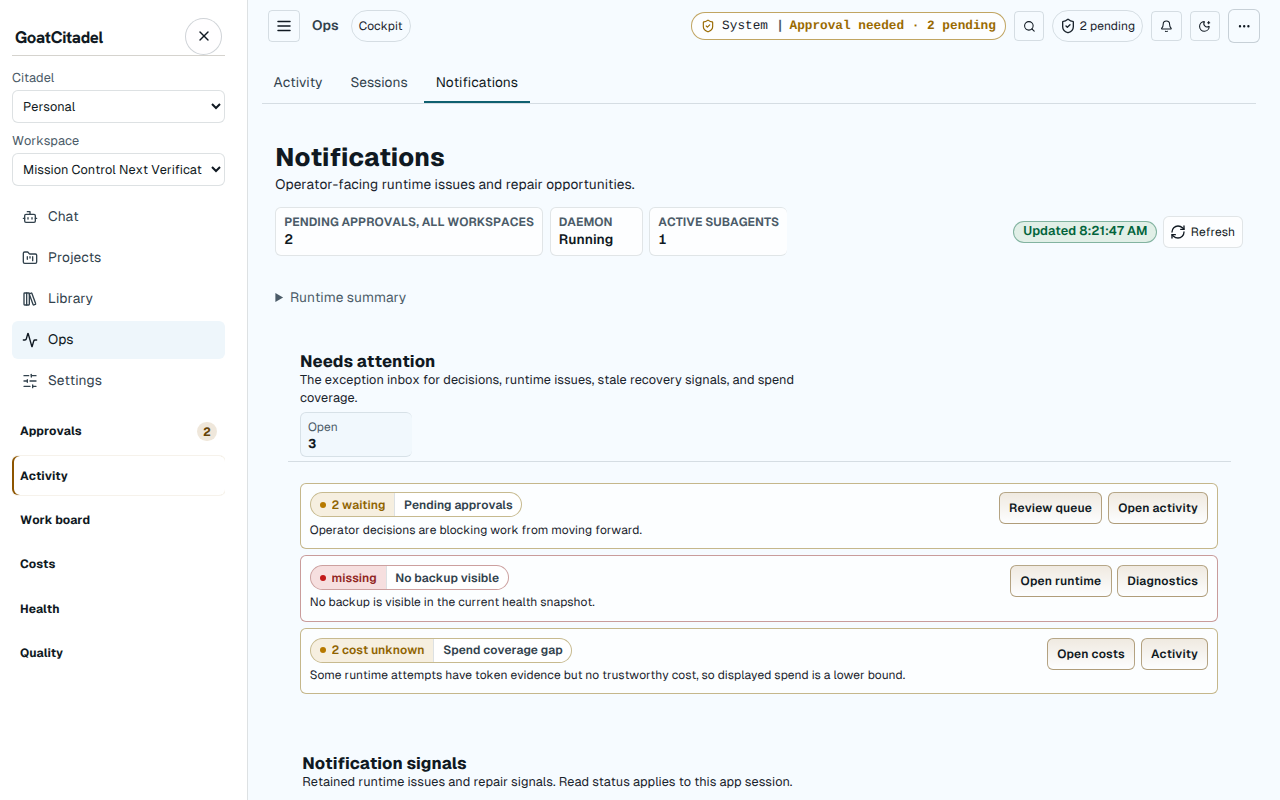 GoatCitadel
Citadel
Personal
Workspace
Mission Control Next Verificat
Chat
Projects
Library
Ops
Settings
Approvals
2
Activity
Work board
Costs
Health
Quality
Ops
Cockpit
System | Approval needed · 2 pending
2 pending
Activity
Sessions
Notifications
Notifications
Operator-facing runtime issues and repair opportunities.
PENDING APPROVALS, ALL WORKSPACES
2
DAEMON
Running
ACTIVE SUBAGENTS
1
Updated 8:21:47 AM
Refresh
Runtime summary
Needs attention
The exception inbox for decisions, runtime issues, stale recovery signals, and spend
coverage.
Open
3
2 waiting
Pending approvals
Operator decisions are blocking work from moving forward.
Review queue
Open activity
missing
No backup visible
No backup is visible in the current health snapshot.
Open runtime
Diagnostics
2 cost unknown
Spend coverage gap
Some runtime attempts have token evidence but no trustworthy cost, so displayed spend is a lower bound.
Open costs
Activity
Notification signals
Retained runtime issues and repair signals. Read status applies to this app session.